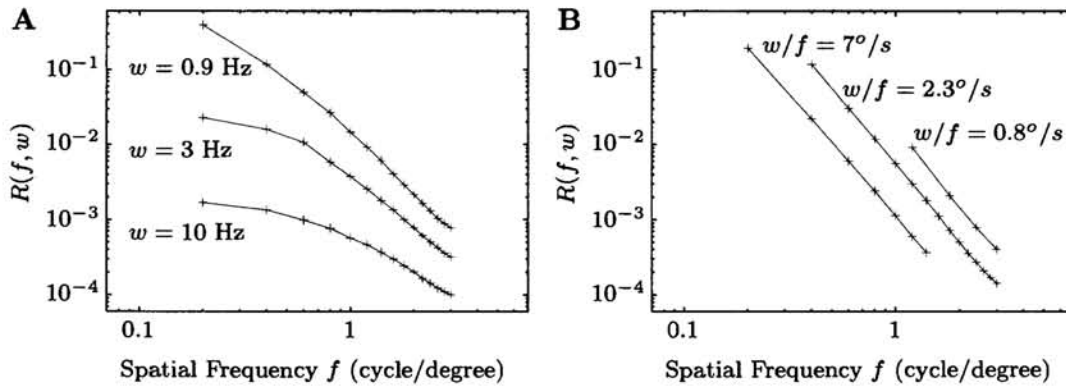 A
R(f, w)
10⁻¹
10⁻²
10⁻³
10⁻⁴
w = 0.9 Hz
w = 3 Hz
w = 10 Hz
0.1
1
Spatial Frequency f (cycle/degree)
B
R(f, w)
10⁻¹
10⁻²
10⁻³
10⁻⁴
w/f = 7°/s
w/f = 2.3°/s
w/f = 0.8°/s
0.1
1
Spatial Frequency f (cycle/degree)